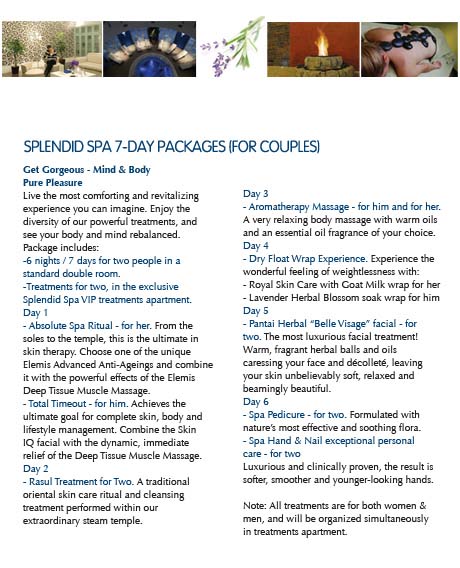 SPLENDID SPA 7-DAY PACKAGES (FOR COUPLES)
Get Gorgeous - Mind & Body
Pure Pleasure
Live the most comforting and revitalizing
experience you can imagine. Enjoy the
diversity of our powerful treatments, and
see your body and mind rebalanced.
Package includes:
-6 nights / 7 days for two people in a
standard double room.
-Treatments for two, in the exclusive
Splendid Spa VIP treatments apartment.
Day 1
- Absolute Spa Ritual - for her. From the
soles to the temple, this is the ultimate in
skin therapy. Choose one of the unique
Elemis Advanced Anti-Ageings and combine
it with the powerful effects of the Elemis
Deep Tissue Muscle Massage.
- Total Timeout - for him. Achieves the
ultimate goal for complete skin, body and
lifestyle management. Combine the Skin
IQ facial with the dynamic, immediate
relief of the Deep Tissue Muscle Massage.
Day 2
- Rasul Treatment for Two. A traditional
oriental skin care ritual and cleansing
treatment performed within our
extraordinary steam temple.
Day 3
- Aromatherapy Massage - for him and for her.
A very relaxing body massage with warm oils
and an essential oil fragrance of your choice.
Day 4
- Dry Float Wrap Experience. Experience the
wonderful feeling of weightlessness with:
- Royal Skin Care with Goat Milk wrap for her
- Lavender Herbal Blossom soak wrap for him
Day 5
- Pantai Herbal “Belle Visage” facial - for
two. The most luxurious facial treatment!
Warm, fragrant herbal balls and oils
caressing your face and décolleté, leaving
your skin unbelievably soft, relaxed and
beamingly beautiful.
Day 6
- Spa Pedicure - for two. Formulated with
nature's most effective and soothing flora.
- Spa Hand & Nail exceptional personal
care - for two
Luxurious and clinically proven, the result is
softer, smoother and younger-looking hands.
Note: All treatments are for both women &
men, and will be organized simultaneously
in treatments apartment.